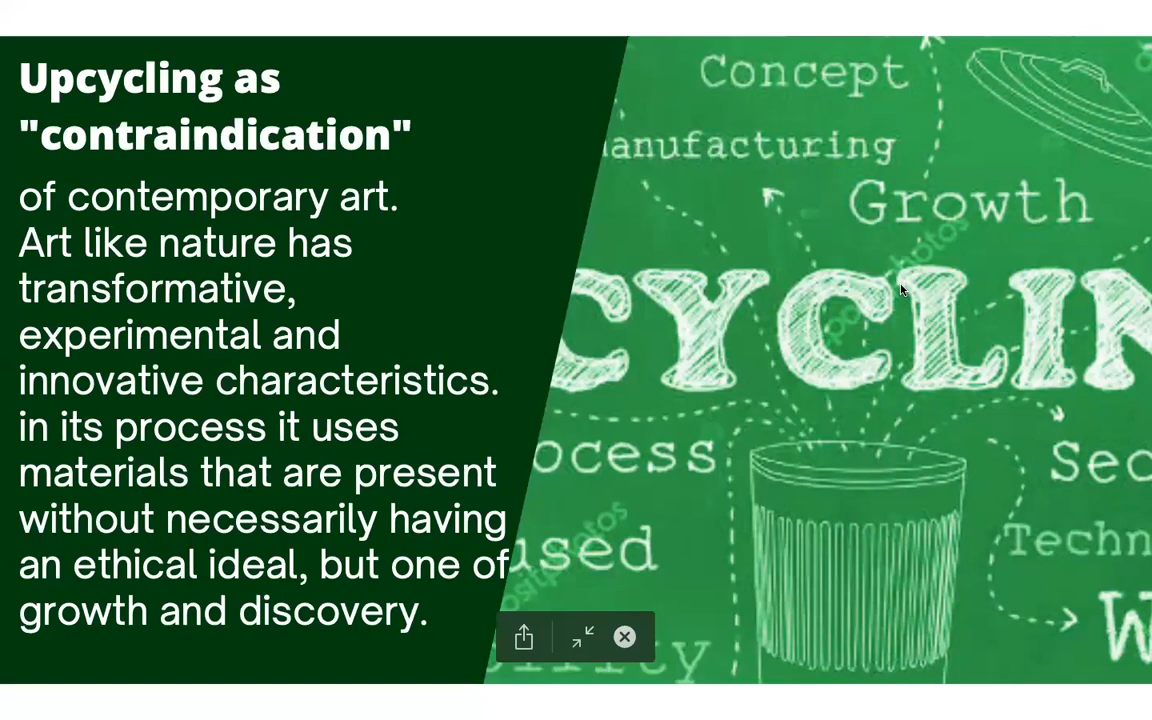 Upcycling as
"contraindication"
of contemporary art.
Art like nature has
transformative,
experimental and
innovative characteristics.
in its process it uses
materials that are present
without necessarily having
an ethical ideal, but one of
growth and discovery.
Concept
anufacturing
Growth
CYCLIN
ocess
Sec
used
Techn
W